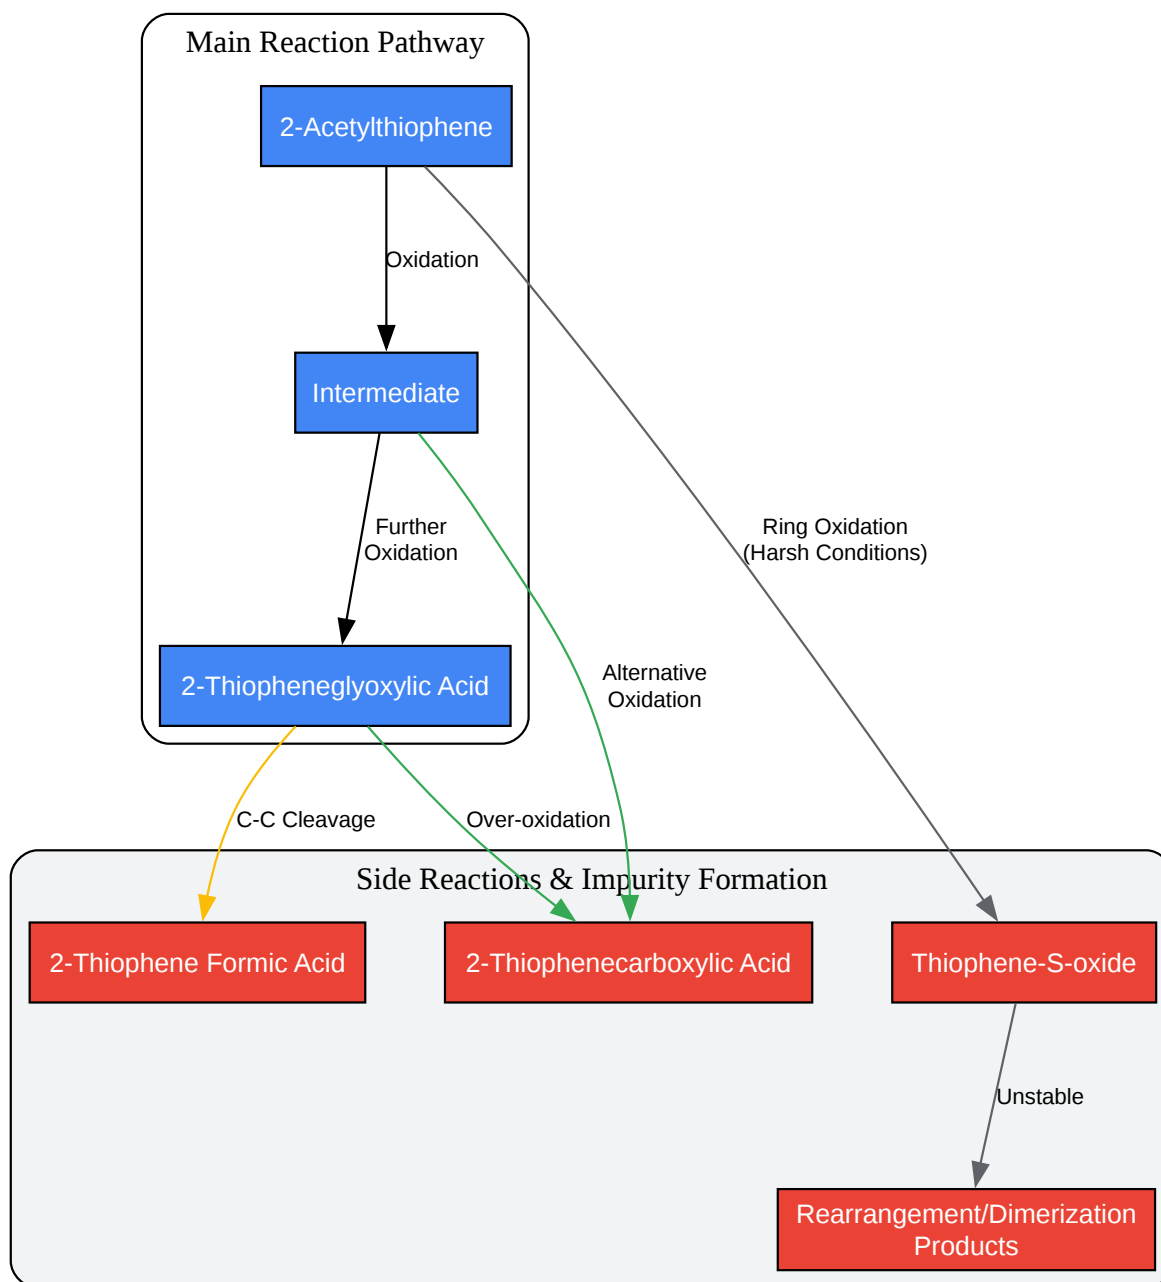 Main Reaction Pathway
2-Acetylthiophene
Oxidation
Intermediate
Further
Oxidation
Ring Oxidation
(Harsh Conditions)
2-Thiopheneglyoxylic Acid
Alternative
Oxidation
C-C Cleavage
Over-oxidation
Side Reactions & Impurity Formation
2-Thiophene Formic Acid
2-Thiophenecarboxylic Acid
Thiophene-S-oxide
Unstable
Rearrangement/Dimerization
Products